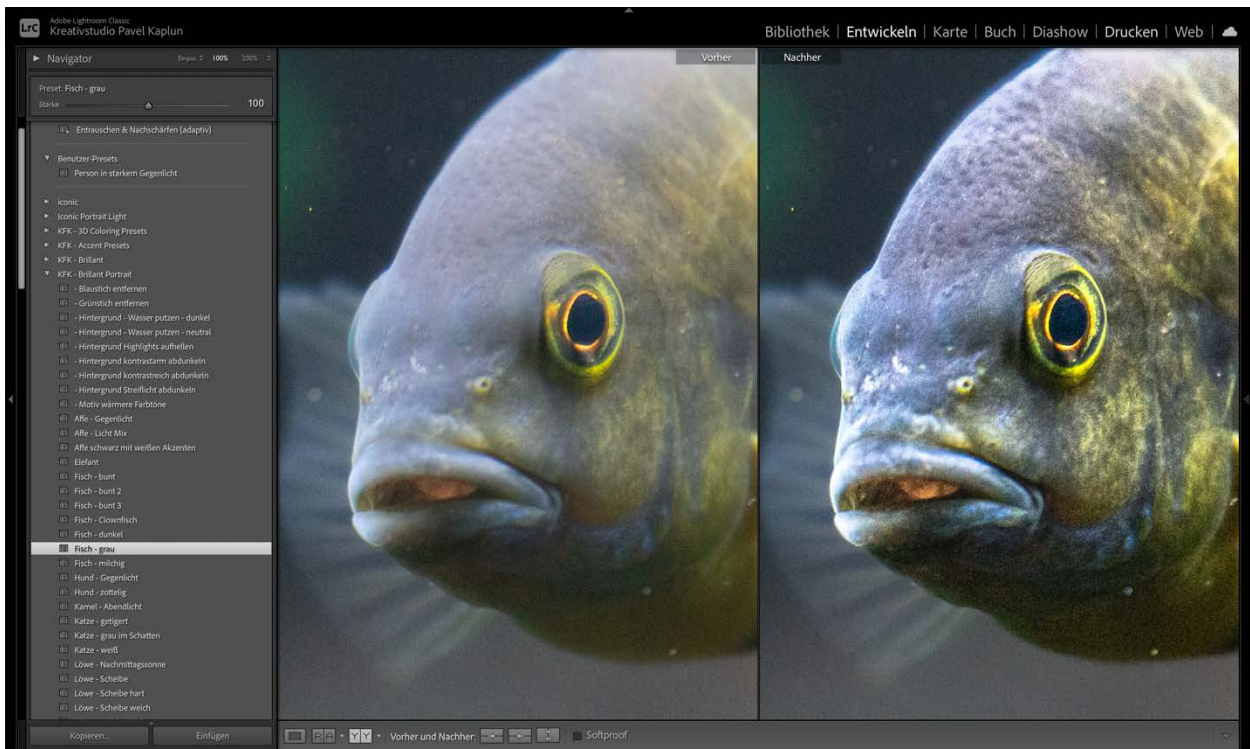 LrC
Adobe Lightroom Classic
Kreativstudio Pavel Kaplun
Bibliothek | Entwickeln | Karte | Buch | Diashow | Drucken | Web |
Navigator Einpas. 100% 200%
Preset: Fisch - grau
Stärke 100
Entrauschen & Nachschärfen (adaptiv)
Benutzer-Presets
Person in starkem Gegenlicht
iconic
Iconic Portrait Light
KFK - 3D Coloring Presets
KFK - Accent Presets
KFK - Brillant
KFK - Brillant Portrait
- Blaustich entfernen
- Grünstich entfernen
- Hintergrund - Wasser putzen - dunkel
- Hintergrund - Wasser putzen - neutral
- Hintergrund Highlights aufhellen
- Hintergrund kontrastarm abdunkeln
- Hintergrund kontrastreich abdunkeln
- Hintergrund Streiflicht abdunkeln
- Motiv wärmere Farbtöne
Affe - Gegenlicht
Affe - Licht Mix
Affe schwarz mit weißen Akzenten
Elefant
Fisch - bunt
Fisch - bunt 2
Fisch - bunt 3
Fisch - Clownfisch
Fisch - dunkel
Fisch - grau
Fisch - milchig
Hund - Gegenlicht
Hund - zottelig
Kamel - Abendlicht
Katze - getigert
Katze - grau im Schatten
Katze - weiß
Löwe - Nachmittagssonne
Löwe - Scheibe
Löwe - Scheibe hart
Löwe - Scheibe weich
Kopieren... Einfügen
Vorher
Nachher
R A Y Y Vorher und Nachher: Softproof